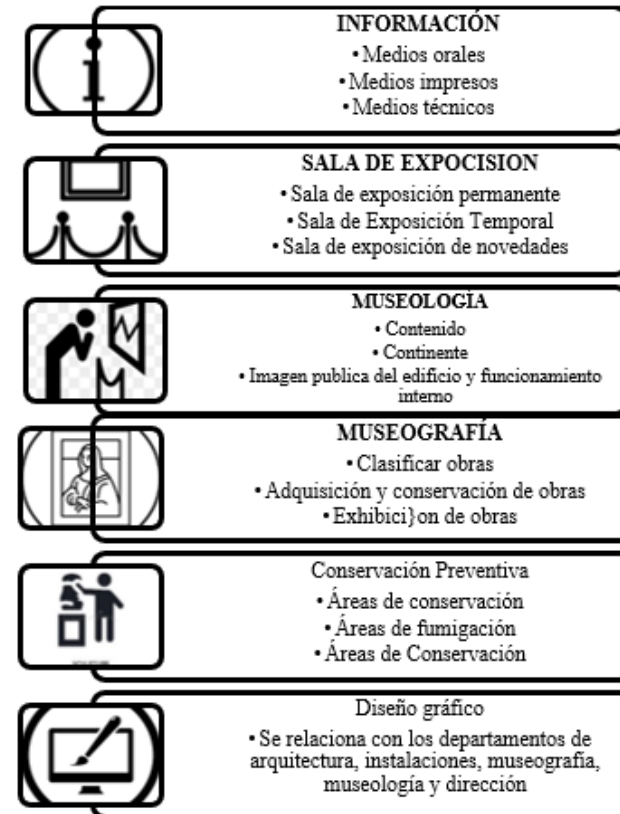 INFORMACIÓN
• Medios orales
• Medios impresos
• Medios técnicos
SALA DE EXPOCISION
• Sala de exposición permanente
• Sala de Exposición Temporal
• Sala de exposición de novedades
MUSEOLOGÍA
• Contenido
• Continente
• Imagen publica del edificio y funcionamiento
interno
MUSEOGRAFÍA
• Clasificar obras
• Adquisición y conservación de obras
• Exhibici}on de obras
Conservación Preventiva
• Áreas de conservación
• Áreas de fumigación
• Áreas de Conservación
Diseño gráfico
• Se relaciona con los departamentos de
arquitectura, instalaciones, museografía,
museología y dirección